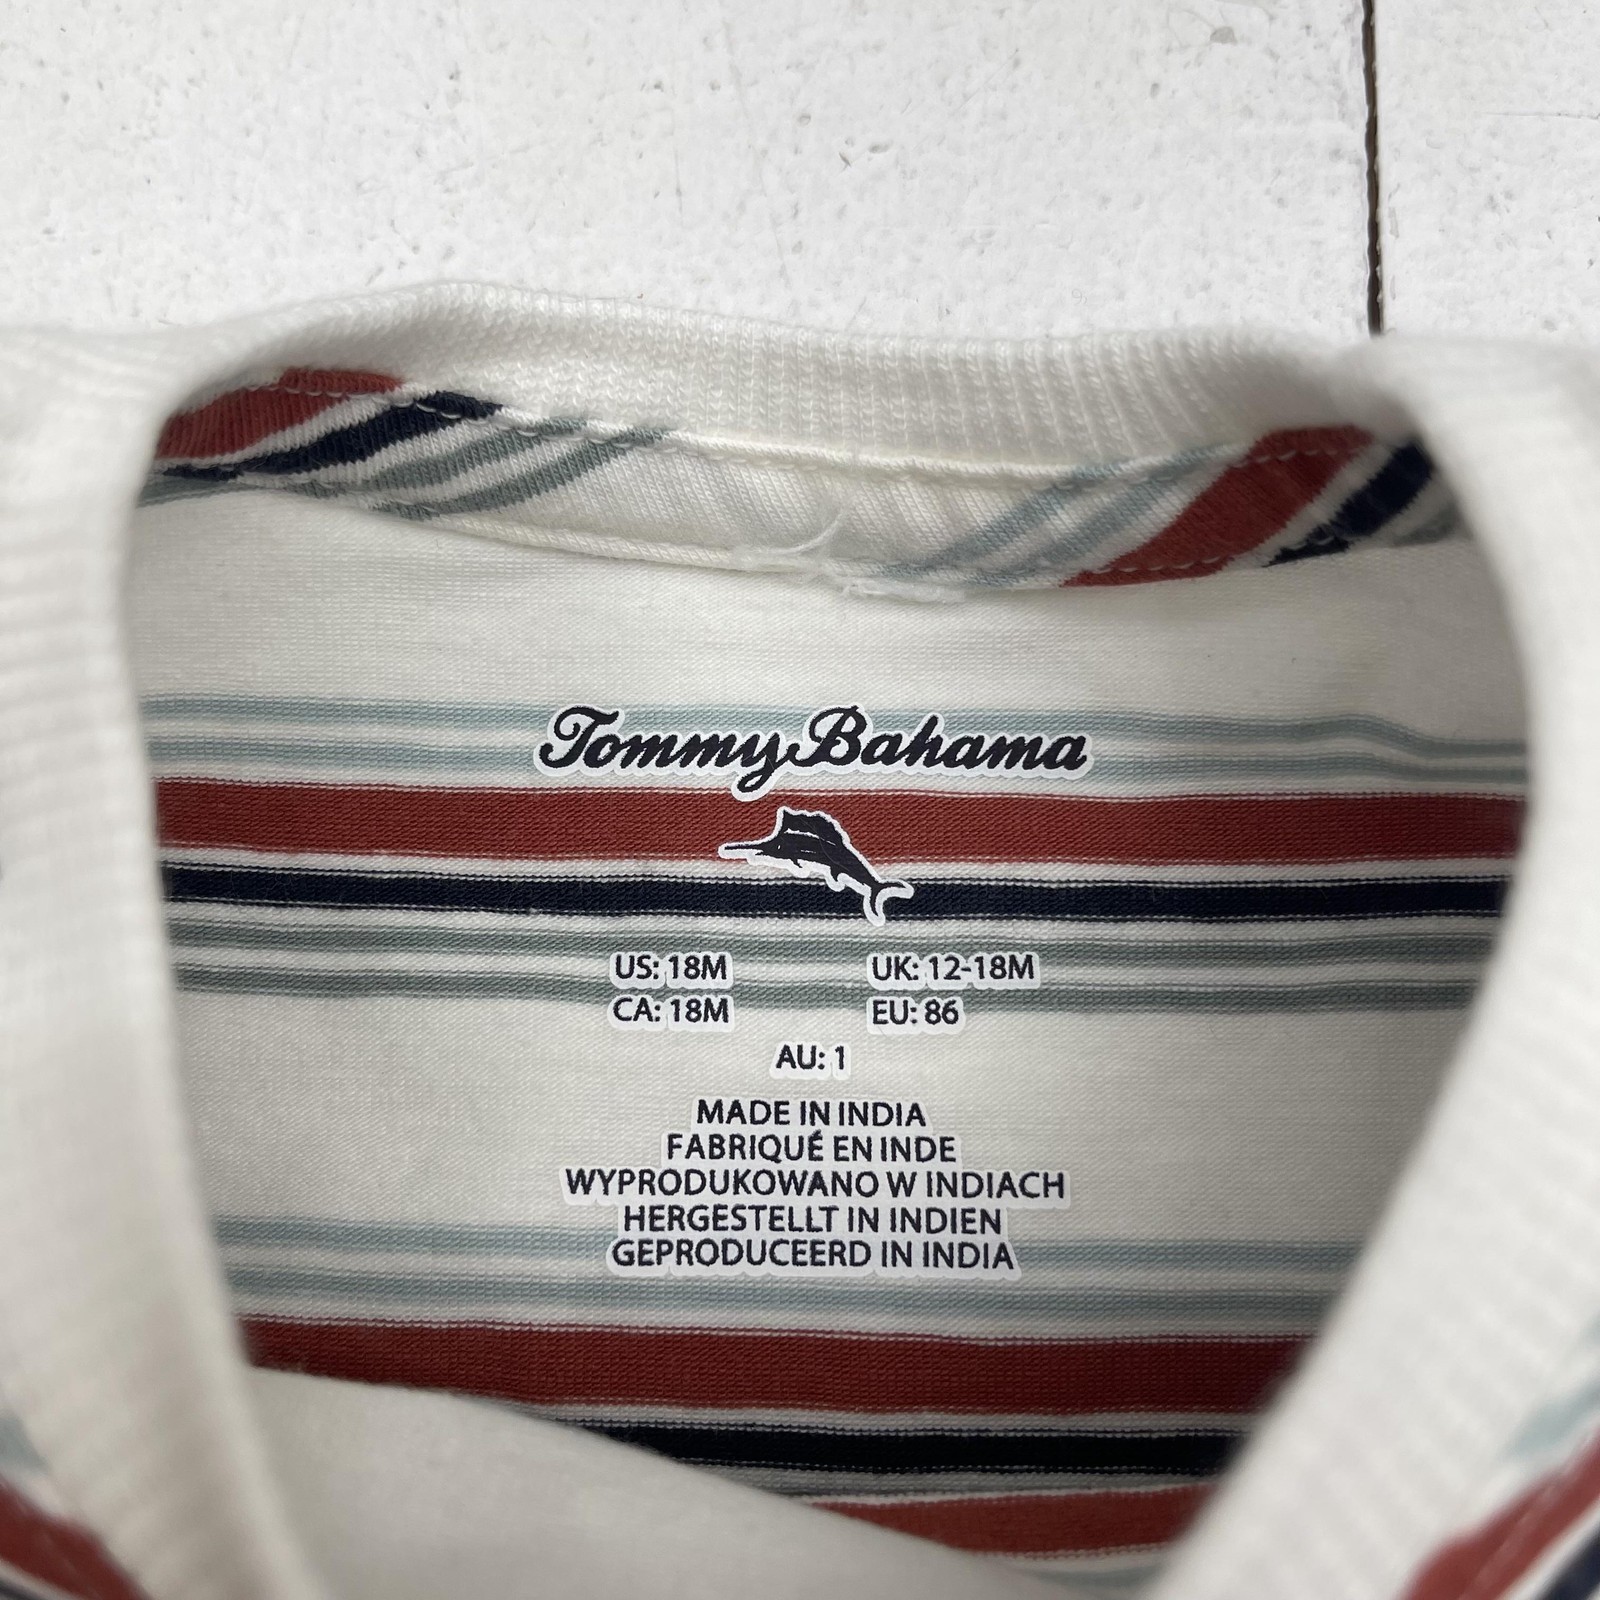 Tommy Bahama
US: 18M UK: 12-18M
CA: 18M EU: 86
AU: 1
MADE IN INDIA
FABRIQUÉ EN INDE
WYPRODUKOWANO W INDIACH
HERGESTELLT IN INDIEN
GEPRODUCEERD IN INDIA